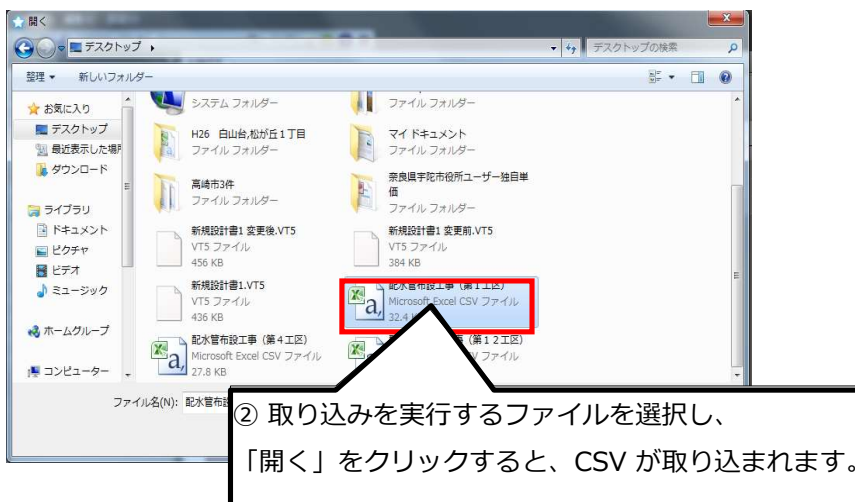 開く
デスクトップ
デスクトップの検索
整理 新しいフォルダー
お気に入り
デスクトップ
最近表示した場所
ダウンロード
ライブラリ
ドキュメント
ピクチャ
ビデオ
ミュージック
ホームグループ
コンピューター
システム フォルダー
ファイル フォルダー
H26 白山台,松が丘1丁目
ファイル フォルダー
マイ ドキュメント
ファイル フォルダー
高崎市3件
ファイル フォルダー
奈良県宇陀市役所ユーザー独自単
価
ファイル フォルダー
新規設計書1 変更後.VT5
VT5 ファイル
456 KB
新規設計書1 変更前.VT5
VT5 ファイル
384 KB
新規設計書1.VT5
VT5 ファイル
436 KB
配水管布設工事(第1工区)
Microsoft Excel CSV ファイル
32.4
配水管布設工事(第4工区)
Microsoft Excel CSV ファイル
27.8 KB
(第12工区)
ファイル
ファイル名(N): 配水管布
② 取り込みを実行するファイルを選択し、
「開く」をクリックすると、CSV が取り込まれます。